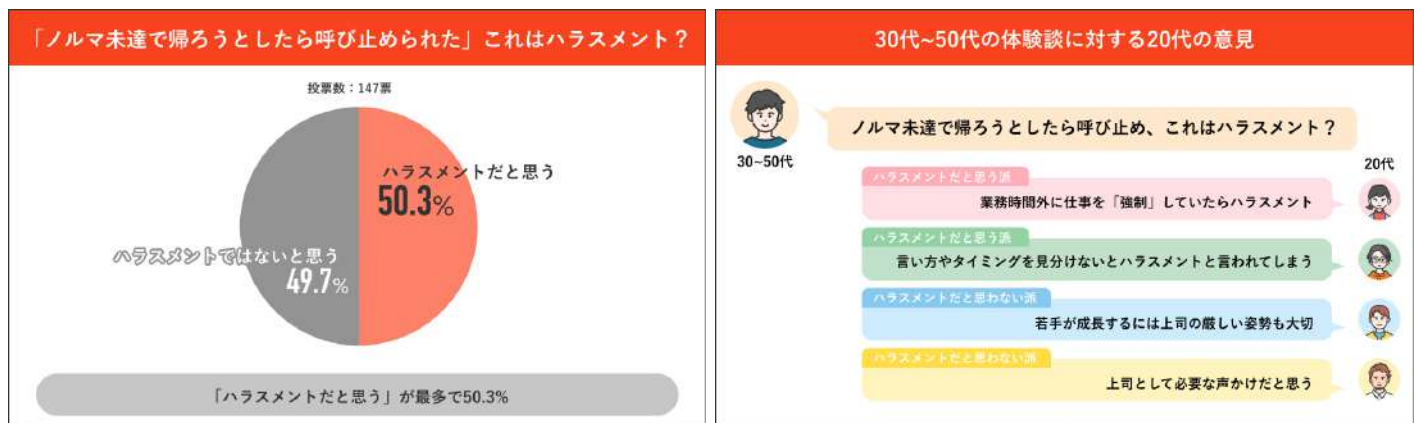 「ノルマ未達で帰ろうとしたら呼び止められた」これはハラスメント？
投票数：147票
ハラスメントだと思う
50.3%
ハラスメントではないと思う
49.7%
「ハラスメントだと思う」が最多で50.3%
30代~50代の体験談に対する20代の意見
ノルマ未達で帰ろうとしたら呼び止め、これはハラスメント？
30~50代
20代
ハラスメントだと思う派
業務時間外に仕事を「強制」していたらハラスメント
ハラスメントだと思う派
言い方やタイミングを見分けないとハラスメントと言われてしまう
ハラスメントだと思わない派
若手が成長するには上司の厳しい姿勢も大切
ハラスメントだと思わない派
上司として必要な声かけだと思う